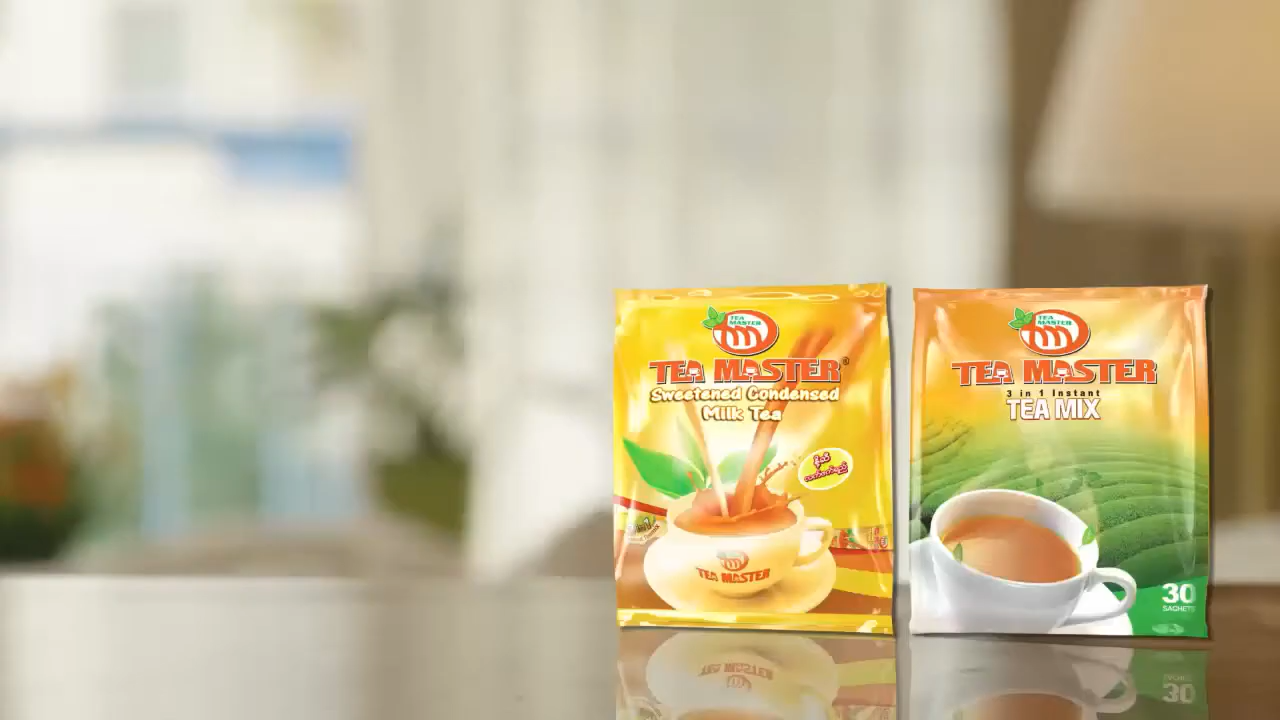 TEA
MASTER
TEA MASTER®
Sweetened Condensed
Milk Tea
TEA MASTER
TEA
MASTER
TEA MASTER
3 in 1 Instant
TEA MIX
30
SACHETS